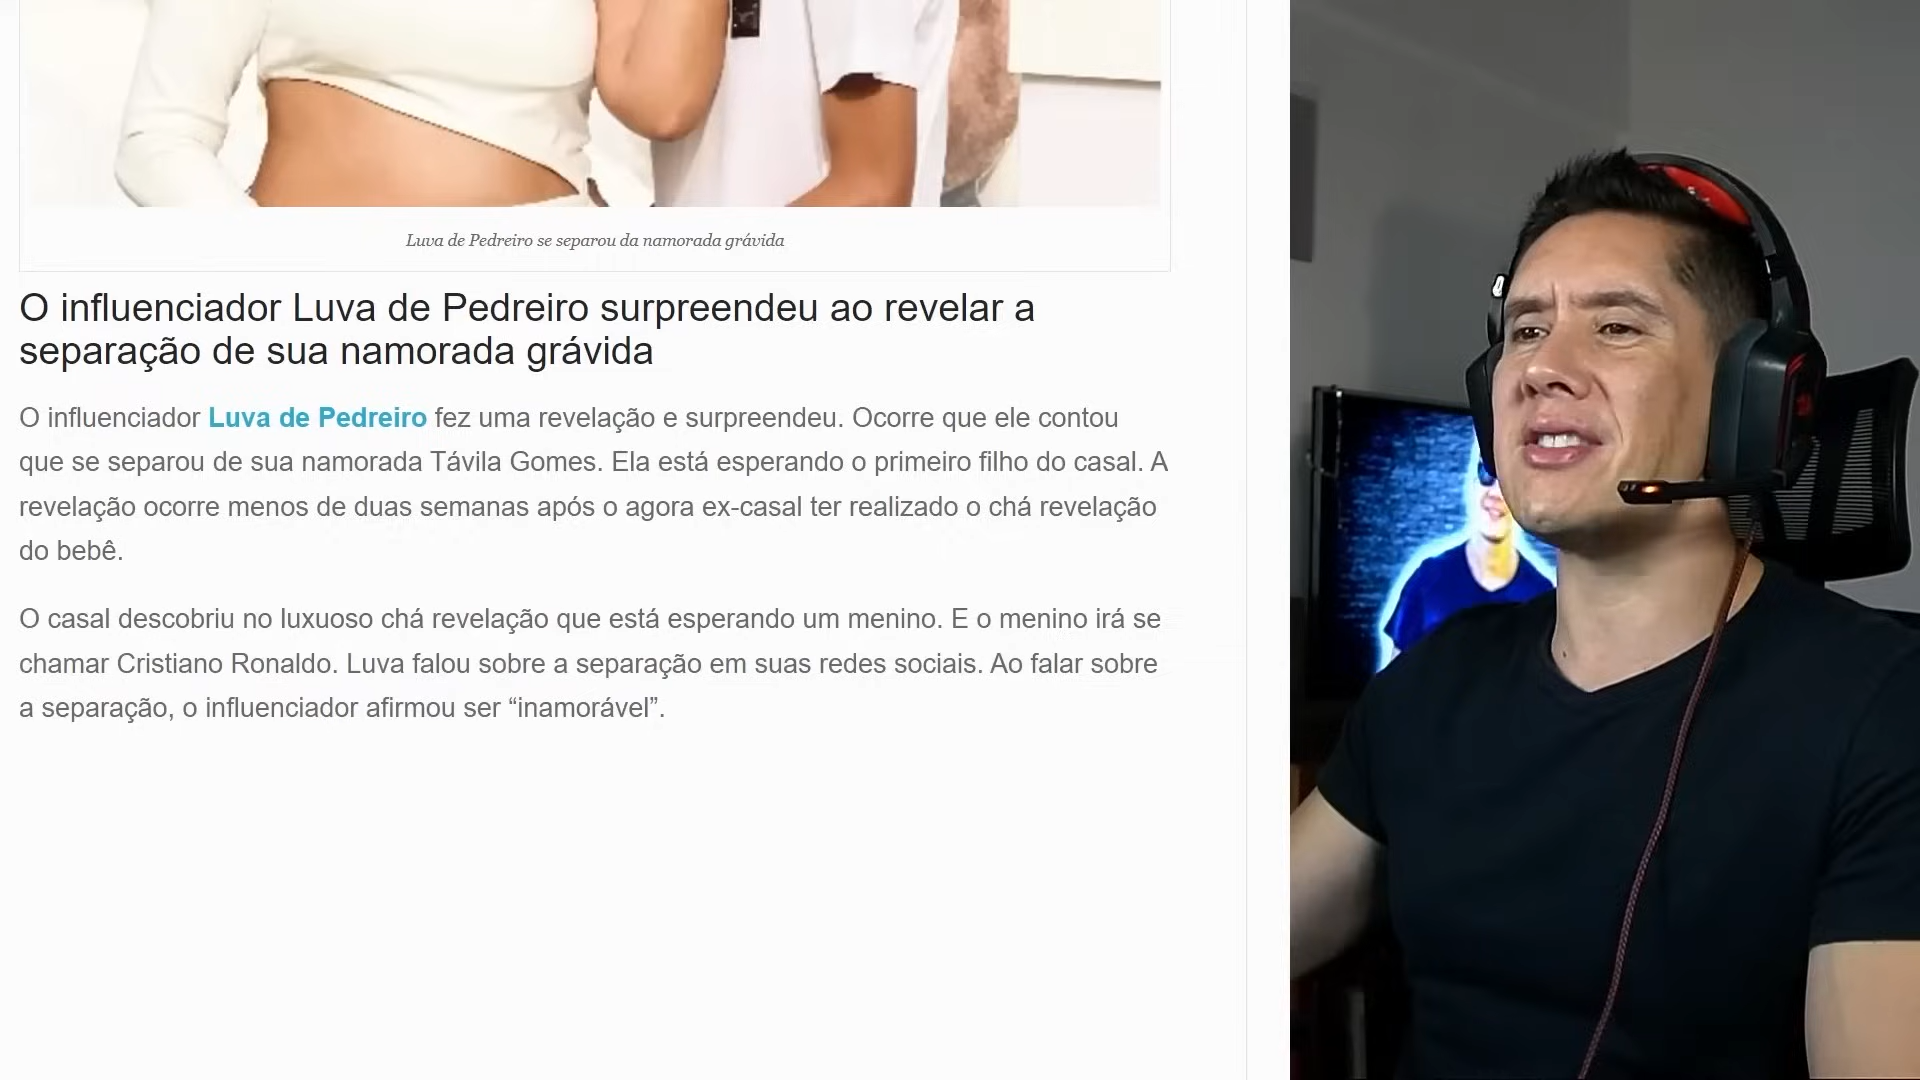 Luva de Pedreiro se separou da namorada grávida
O influenciador Luva de Pedreiro surpreendeu ao revelar a
separação de sua namorada grávida
O influenciador Luva de Pedreiro fez uma revelação e surpreendeu. Ocorre que ele contou
que se separou de sua namorada Távila Gomes. Ela está esperando o primeiro filho do casal. A
revelação ocorre menos de duas semanas após o agora ex-casal ter realizado o chá revelação
do bebê.
O casal descobriu no luxuoso chá revelação que está esperando um menino. E o menino irá se
chamar Cristiano Ronaldo. Luva falou sobre a separação em suas redes sociais. Ao falar sobre
a separação, o influenciador afirmou ser “inamorável”.